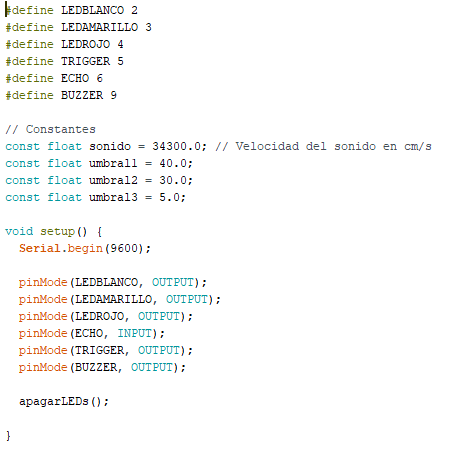 #define LEDBLANCO 2
#define LEDAMARILLO 3
#define LEDROJO 4
#define TRIGGER 5
#define ECHO 6
#define BUZZER 9
// Constantes
const float sonido = 34300.0; // Velocidad del sonido en cm/s
const float umbral1 = 40.0;
const float umbral2 = 30.0;
const float umbral3 = 5.0;
void setup() {
  Serial.begin(9600);
  pinMode(LEDBLANCO, OUTPUT);
  pinMode(LEDAMARILLO, OUTPUT);
  pinMode(LEDROJO, OUTPUT);
  pinMode(ECHO, INPUT);
  pinMode(TRIGGER, OUTPUT);
  pinMode(BUZZER, OUTPUT);
  apagarLEDs();
}